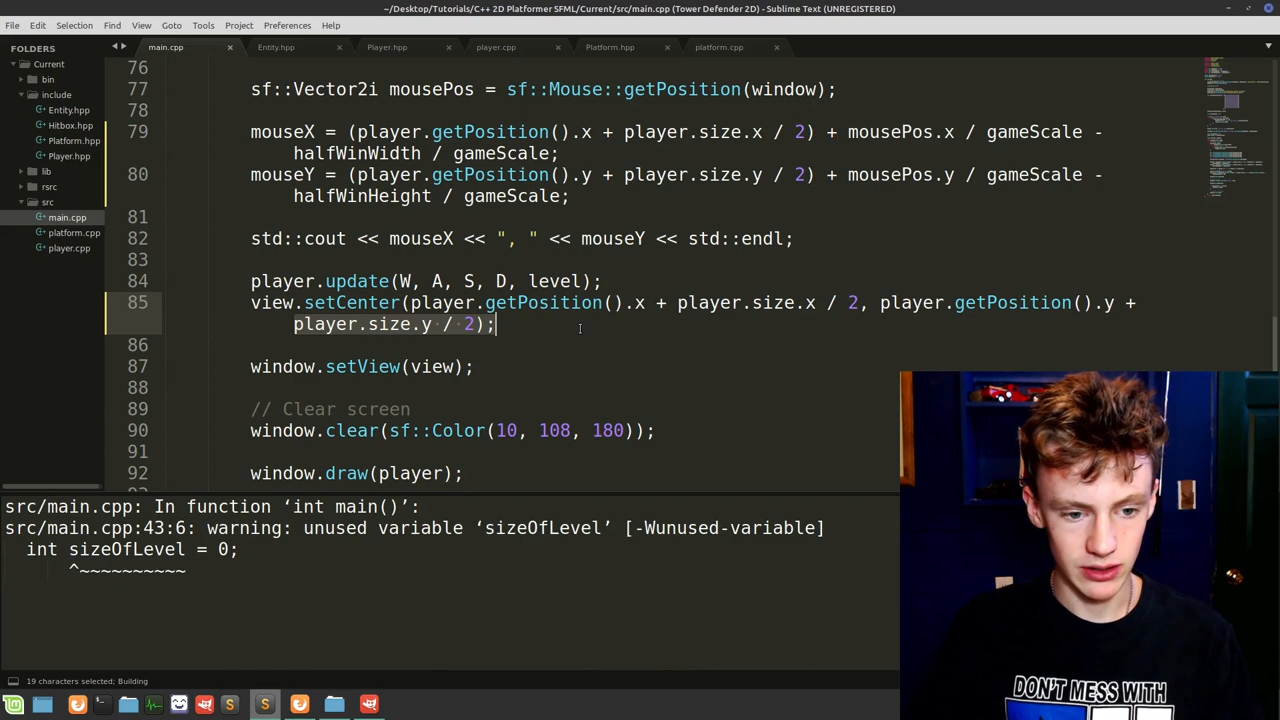 ~/Desktop/Tutorials/C++ 2D Platformer SFML/Current/src/main.cpp (Tower Defender 2D) - Sublime Text (UNREGISTERED)
File Edit Selection Find View Goto Tools Project Preferences Help
FOLDERS
Current
bin
include
Entity.hpp
Hitbox.hpp
Platform.hpp
Player.hpp
lib
rsrc
src
main.cpp
platform.cpp
player.cpp
main.cpp Entity.hpp Player.hpp player.cpp Platform.hpp platform.cpp
76
77 sf::Vector2i mousePos = sf::Mouse::getPosition(window);
78
79 mouseX = (player.getPosition().x + player.size.x / 2) + mousePos.x / gameScale -
halfWinWidth / gameScale;
80 mouseY = (player.getPosition().y + player.size.y / 2) + mousePos.y / gameScale -
halfWinHeight / gameScale;
81
82 std::cout << mouseX << ", " << mouseY << std::endl;
83
84 player.update(W, A, S, D, level);
85 view.setCenter(player.getPosition().x + player.size.x / 2, player.getPosition().y +
player.size.y / 2);
86
87 window.setView(view);
88
89 // Clear screen
90 window.clear(sf::Color(10, 108, 180));
91
92 window.draw(player);
src/main.cpp: In function ‘int main()’:
src/main.cpp:43:6: warning: unused variable ‘sizeOfLevel’ [-Wunused-variable]
int sizeOfLevel = 0;
^~~~~~~~~~~
19 characters selected; Building
DON'T MESS WITH